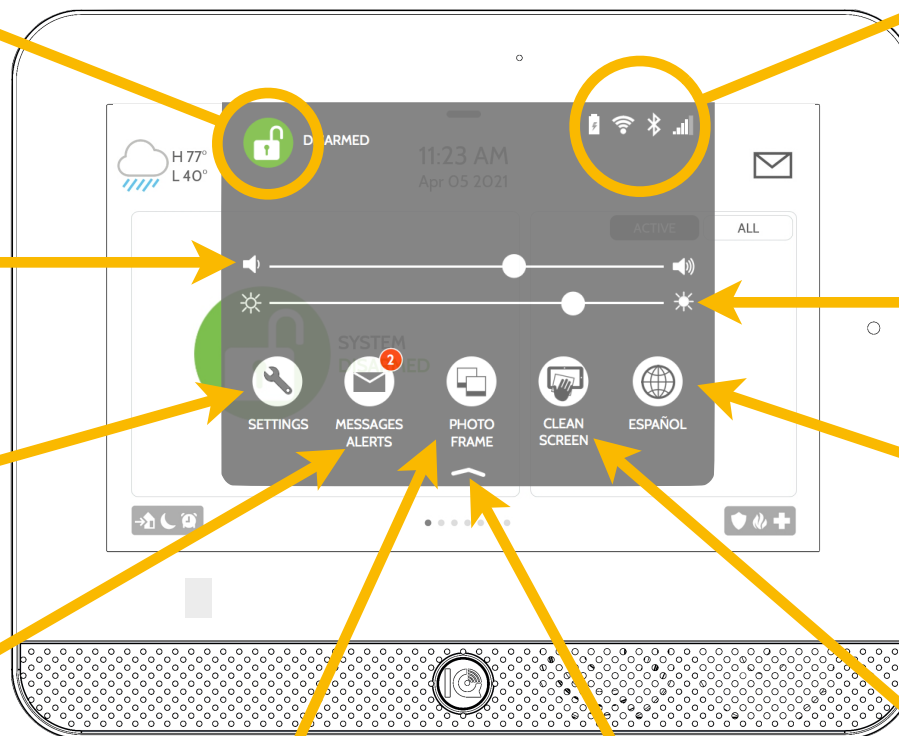 DISARMED
11:23 AM
Apr 05 2021
H 77°
L 40°
ACTIVE
ALL
SYSTEM
DISARMED
2
SETTINGS
MESSAGES
ALERTS
PHOTO
FRAME
CLEAN
SCREEN
ESPAÑOL